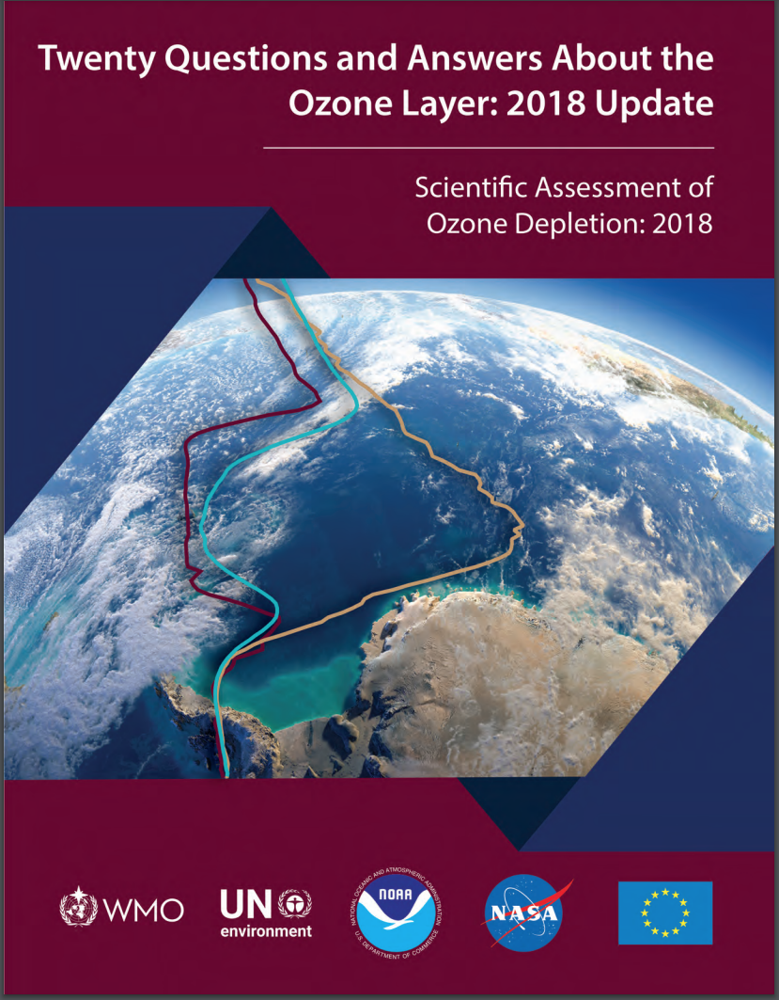 Twenty Questions and Answers About the
Ozone Layer: 2018 Update
Scientific Assessment of
Ozone Depletion: 2018
WMO
UN
environment
NATIONAL OCEANIC AND ATMOSPHERIC ADMINISTRATION
NOAA
U.S. DEPARTMENT OF COMMERCE
NASA